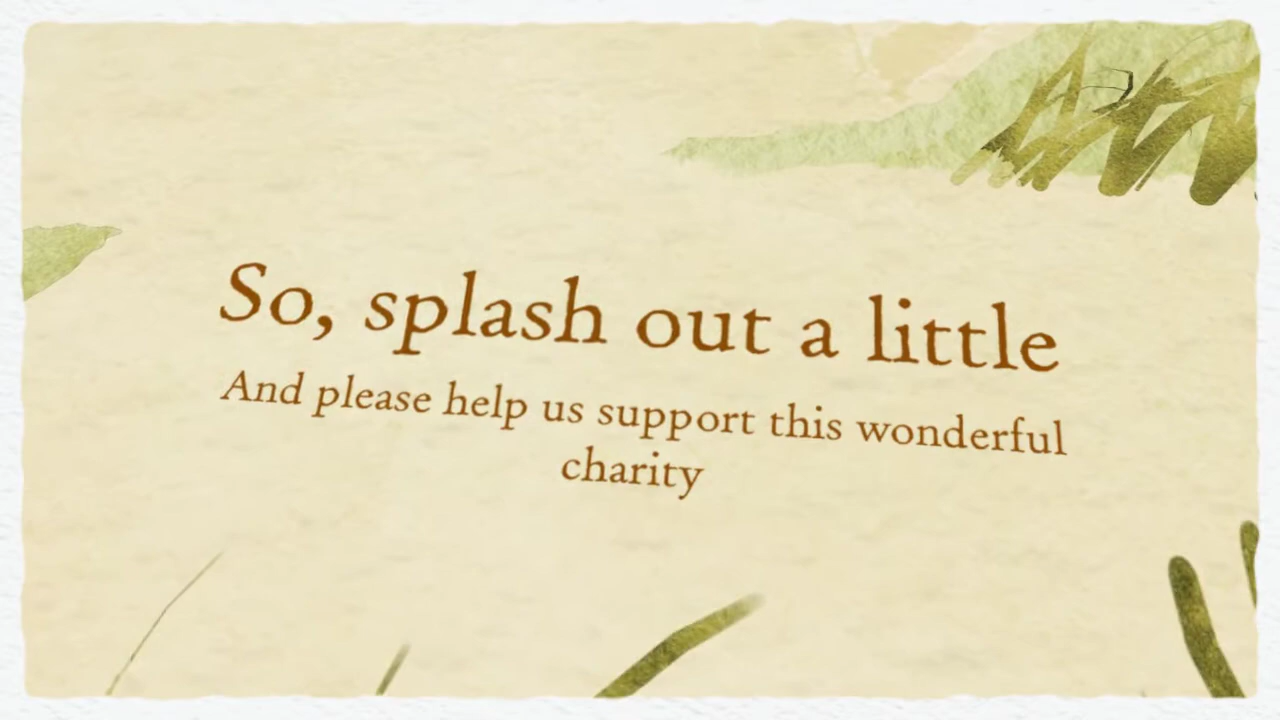 So, splash out a little
And please help us support this wonderful
charity